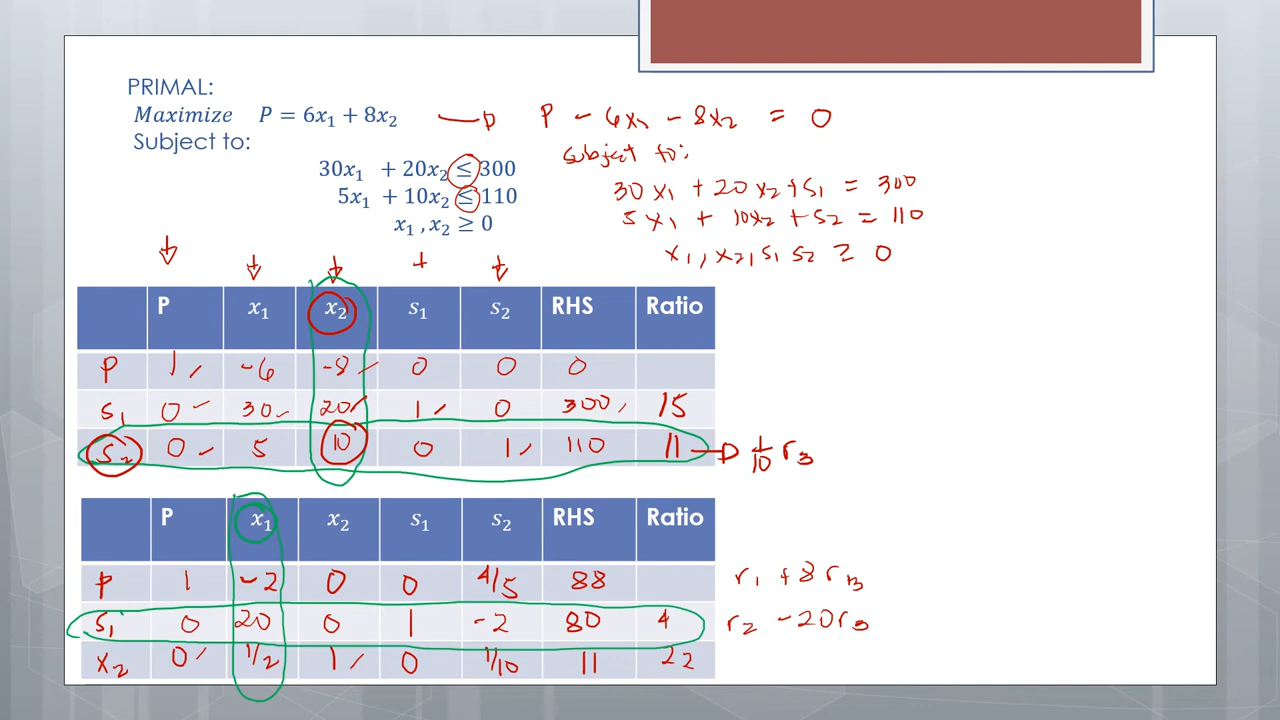 PRIMAL:
Maximize P = 6x₁ + 8x₂ → P - 6x₁ - 8x₂ = 0
Subject to: subject to:
30x₁ + 20x₂ ≤ 300 30x₁ + 20x₂ + s₁ = 300
5x₁ + 10x₂ ≤ 110 5x₁ + 10x₂ + s₂ = 110
x₁ , x₂ ≥ 0 x₁, x₂, s₁ s₂ ≥ 0
P x₁ x₂ s₁ s₂ RHS Ratio
P 1 -6 -8 0 0 0
s₁ 0 30 20 1 0 300 15
s₂ 0 5 10 0 1 110 11 → 1/10 r₃
P x₁ x₂ s₁ s₂ RHS Ratio
P 1 -2 0 0 4/5 88 r₁ + 8r₃
s₁ 0 20 0 1 -2 80 4 r₂ - 20r₃
x₂ 0 1/2 1 0 1/10 11 22